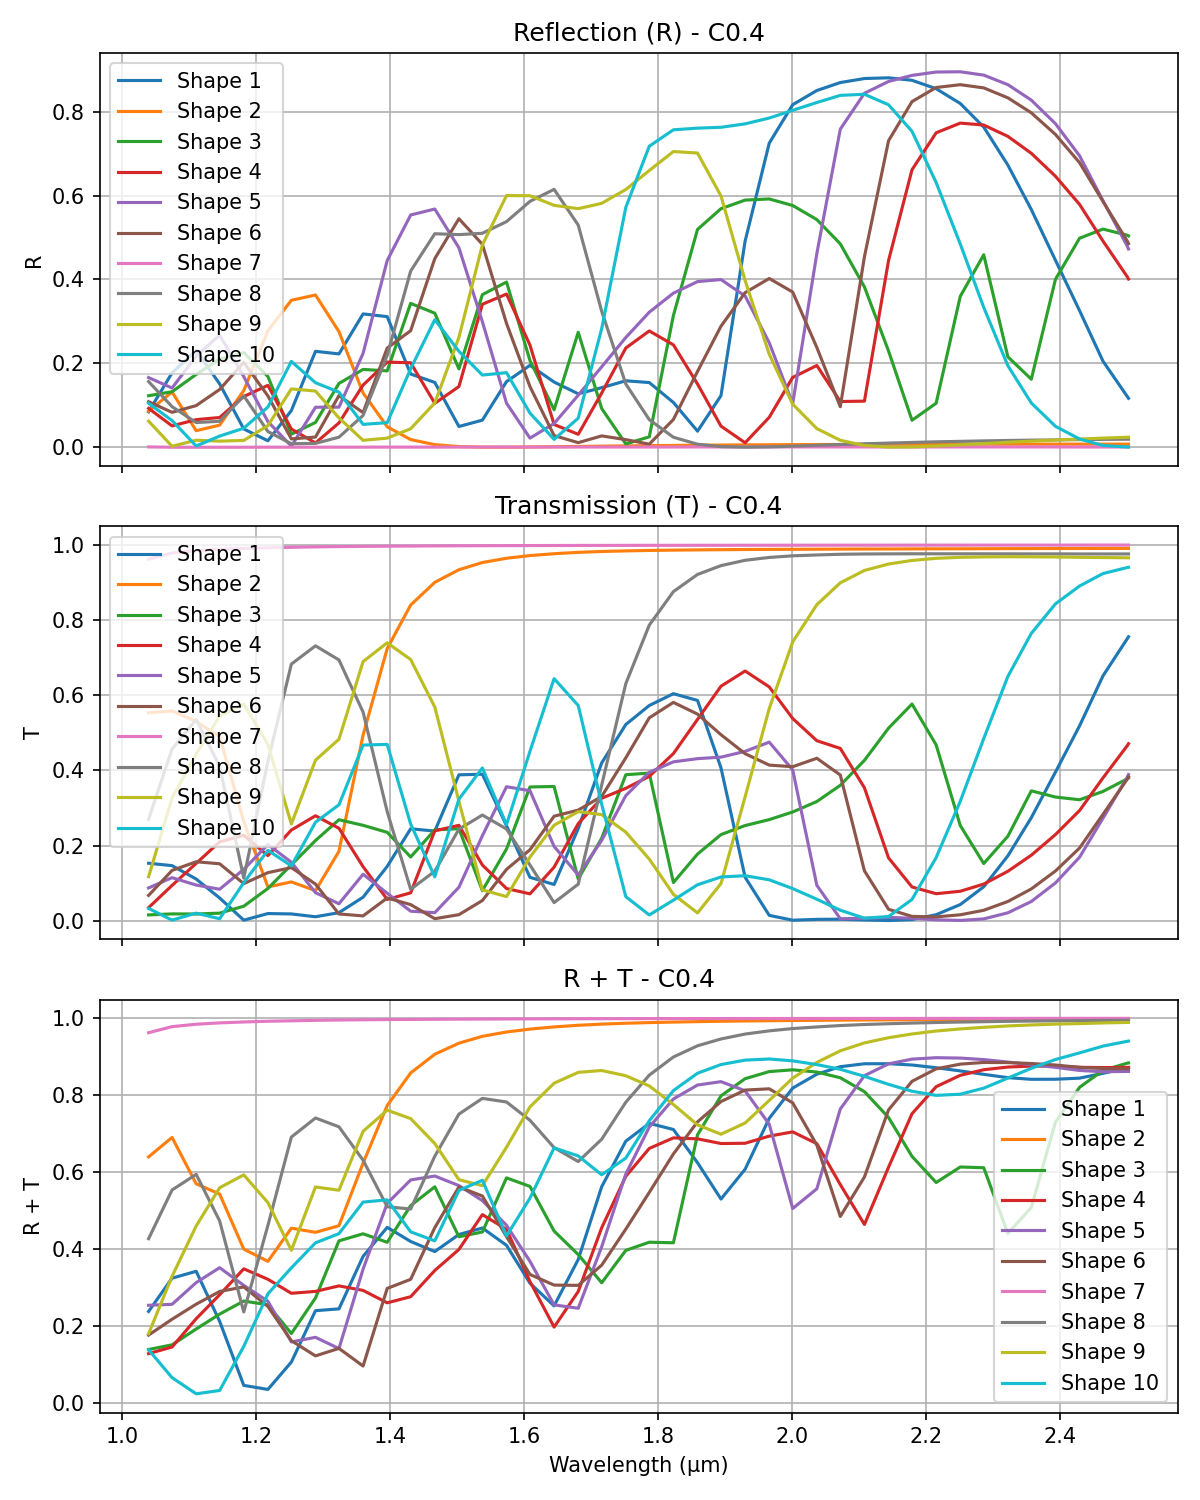 Reflection (R) - C0.4
R
0.8
0.6
0.4
0.2
0.0
Shape 1
Shape 2
Shape 3
Shape 4
Shape 5
Shape 6
Shape 7
Shape 8
Shape 9
Shape 10
Transmission (T) - C0.4
T
1.0
0.8
0.6
0.4
0.2
0.0
Shape 1
Shape 2
Shape 3
Shape 4
Shape 5
Shape 6
Shape 7
Shape 8
Shape 9
Shape 10
R + T - C0.4
R + T
1.0
0.8
0.6
0.4
0.2
0.0
Shape 1
Shape 2
Shape 3
Shape 4
Shape 5
Shape 6
Shape 7
Shape 8
Shape 9
Shape 10
1.0 1.2 1.4 1.6 1.8 2.0 2.2 2.4
Wavelength (μm)